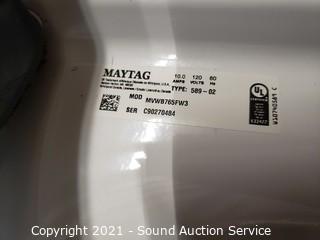 MAYTAG
10.0 120 60
AMPS VOLTS Hz
TYPE: 589-02
MOD MVWB765FW3
SER C90270484
Copyright 2021 - Sound Auction Service